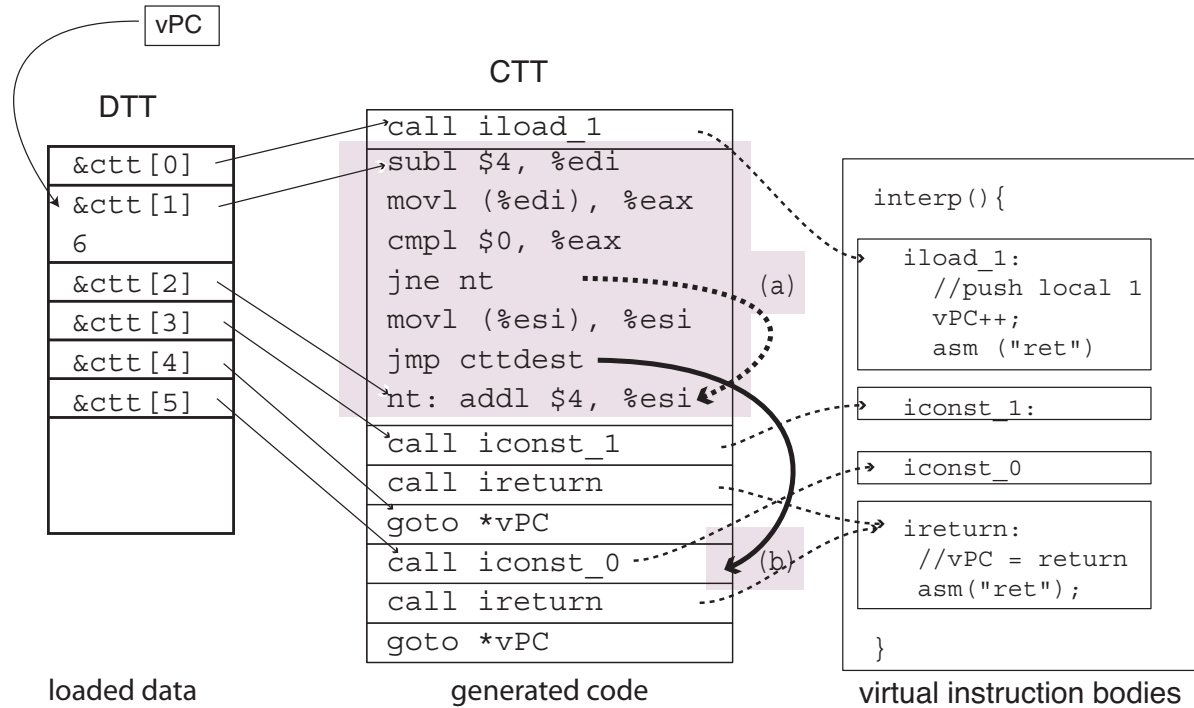 vPC
DTT
&ctt[0]
&ctt[1]
6
&ctt[2]
&ctt[3]
&ctt[4]
&ctt[5]
loaded data
CTT
call iload_1
subl $4, %edi
movl (%edi), %eax
cmpl $0, %eax
jne nt
movl (%esi), %esi
jmp cttdest
nt: addl $4, %esi
call iconst_1
call ireturn
goto *vPC
call iconst_0
call ireturn
goto *vPC
generated code
(a)
(b)
interp(){
iload_1:
//push local 1
vPC++;
asm ("ret")
iconst_1:
iconst_0
ireturn:
//vPC = return
asm("ret");
}
virtual instruction bodies